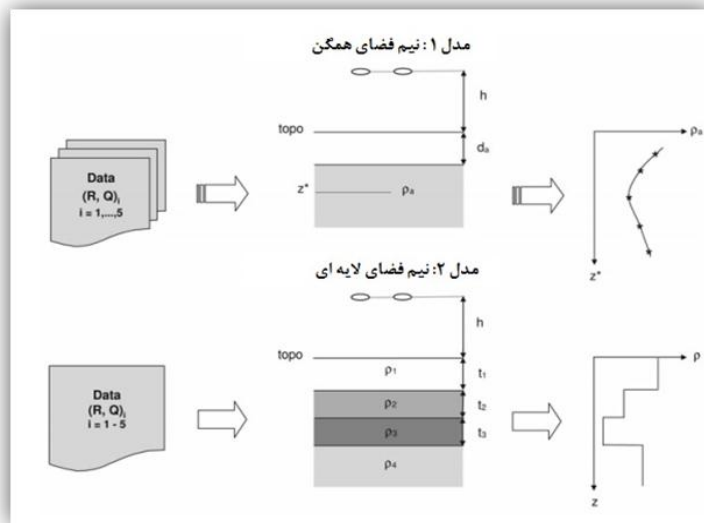 مدل ۱: نیم فضای همگن
h
topo
dₐ
z*
ρₐ
Data
(R, Q)ᵢ
i = 1,...,5
ρₐ
z*
مدل ۲: نیم فضای لایه ای
h
topo
ρ₁
t₁
ρ₂
t₂
ρ₃
t₃
ρ₄
Data
(R, Q)ᵢ
i = 1 - 5
ρ
z